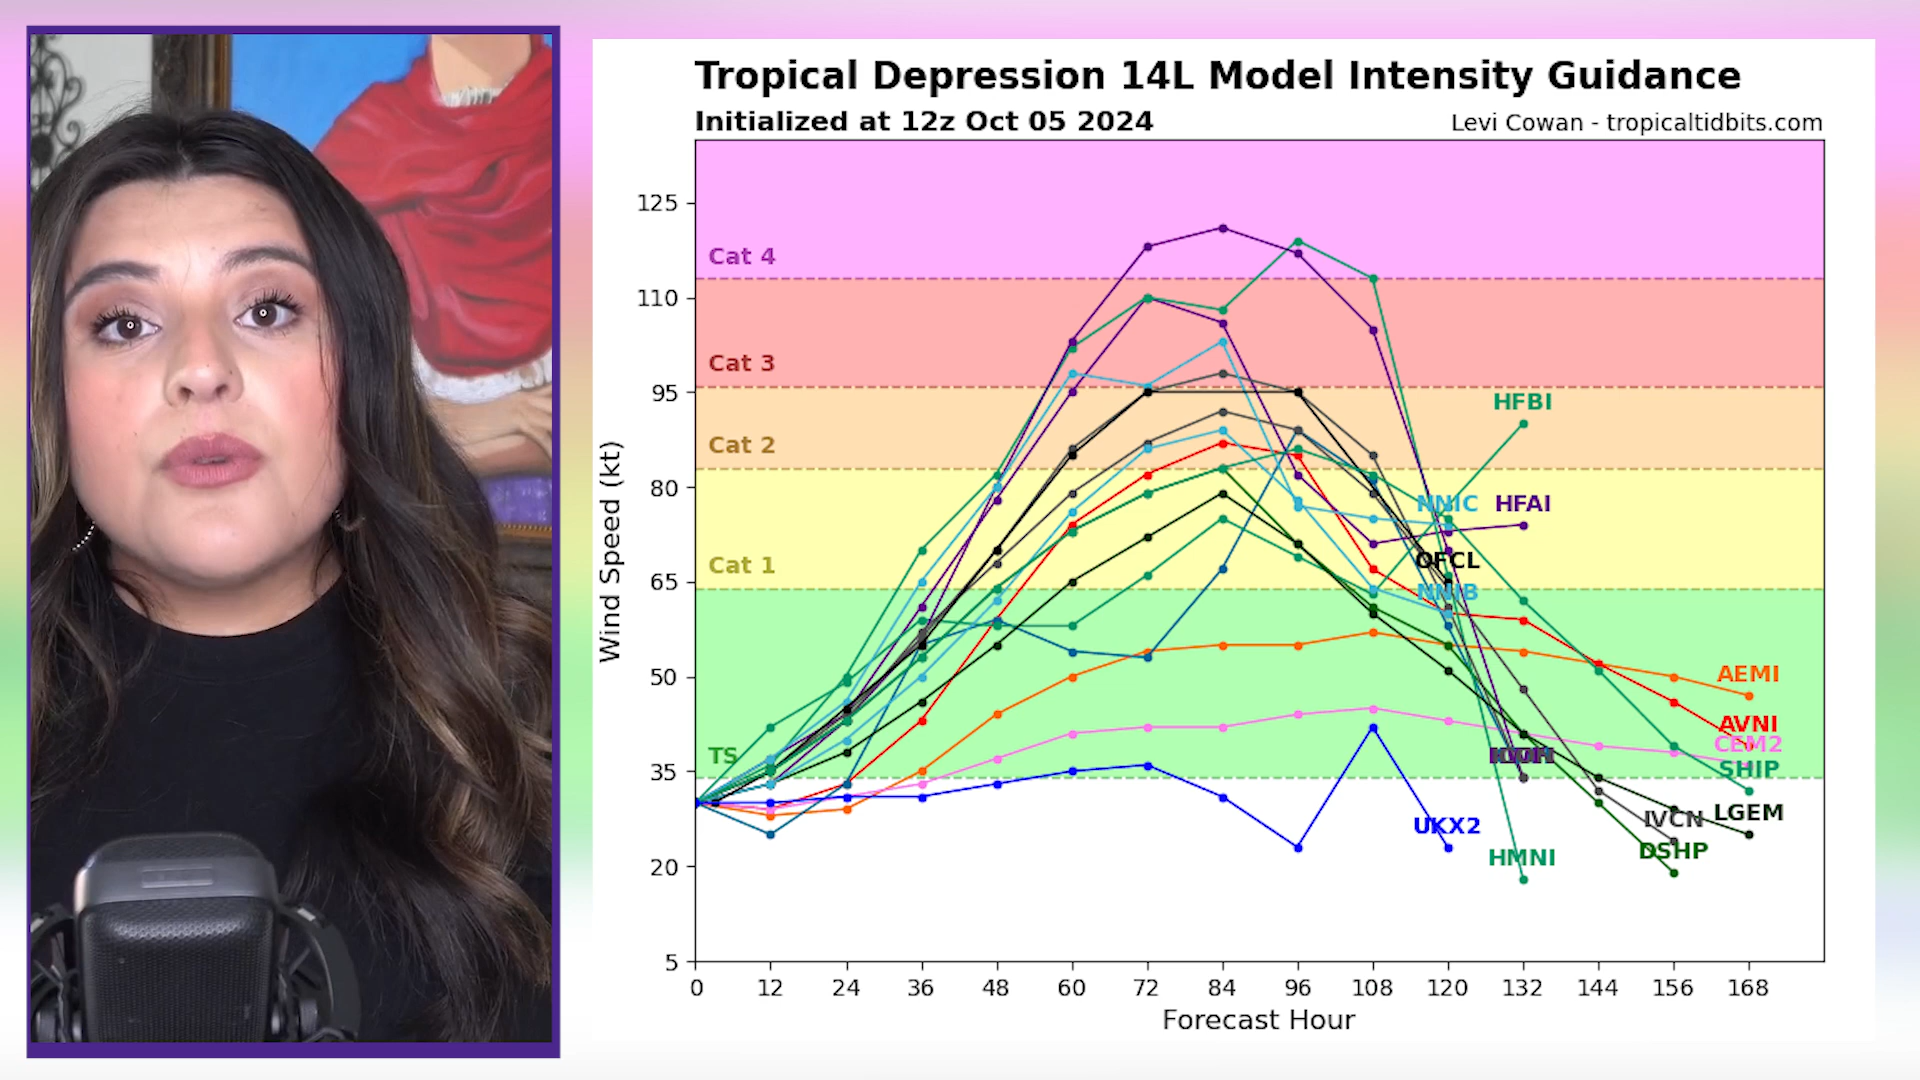 Tropical Depression 14L Model Intensity Guidance
Initialized at 12z Oct 05 2024
Levi Cowan - tropicaltidbits.com
125
110
95
80
65
50
35
20
5
Wind Speed (kt)
Cat 4
Cat 3
Cat 2
Cat 1
TS
HFBI
NNIC
HFAI
OFCL
NNIB
AEMI
AVNI
CEM2
SHIP
LGEM
IVCN
DSHP
UKX2
HMNI
0 12 24 36 48 60 72 84 96 108 120 132 144 156 168
Forecast Hour